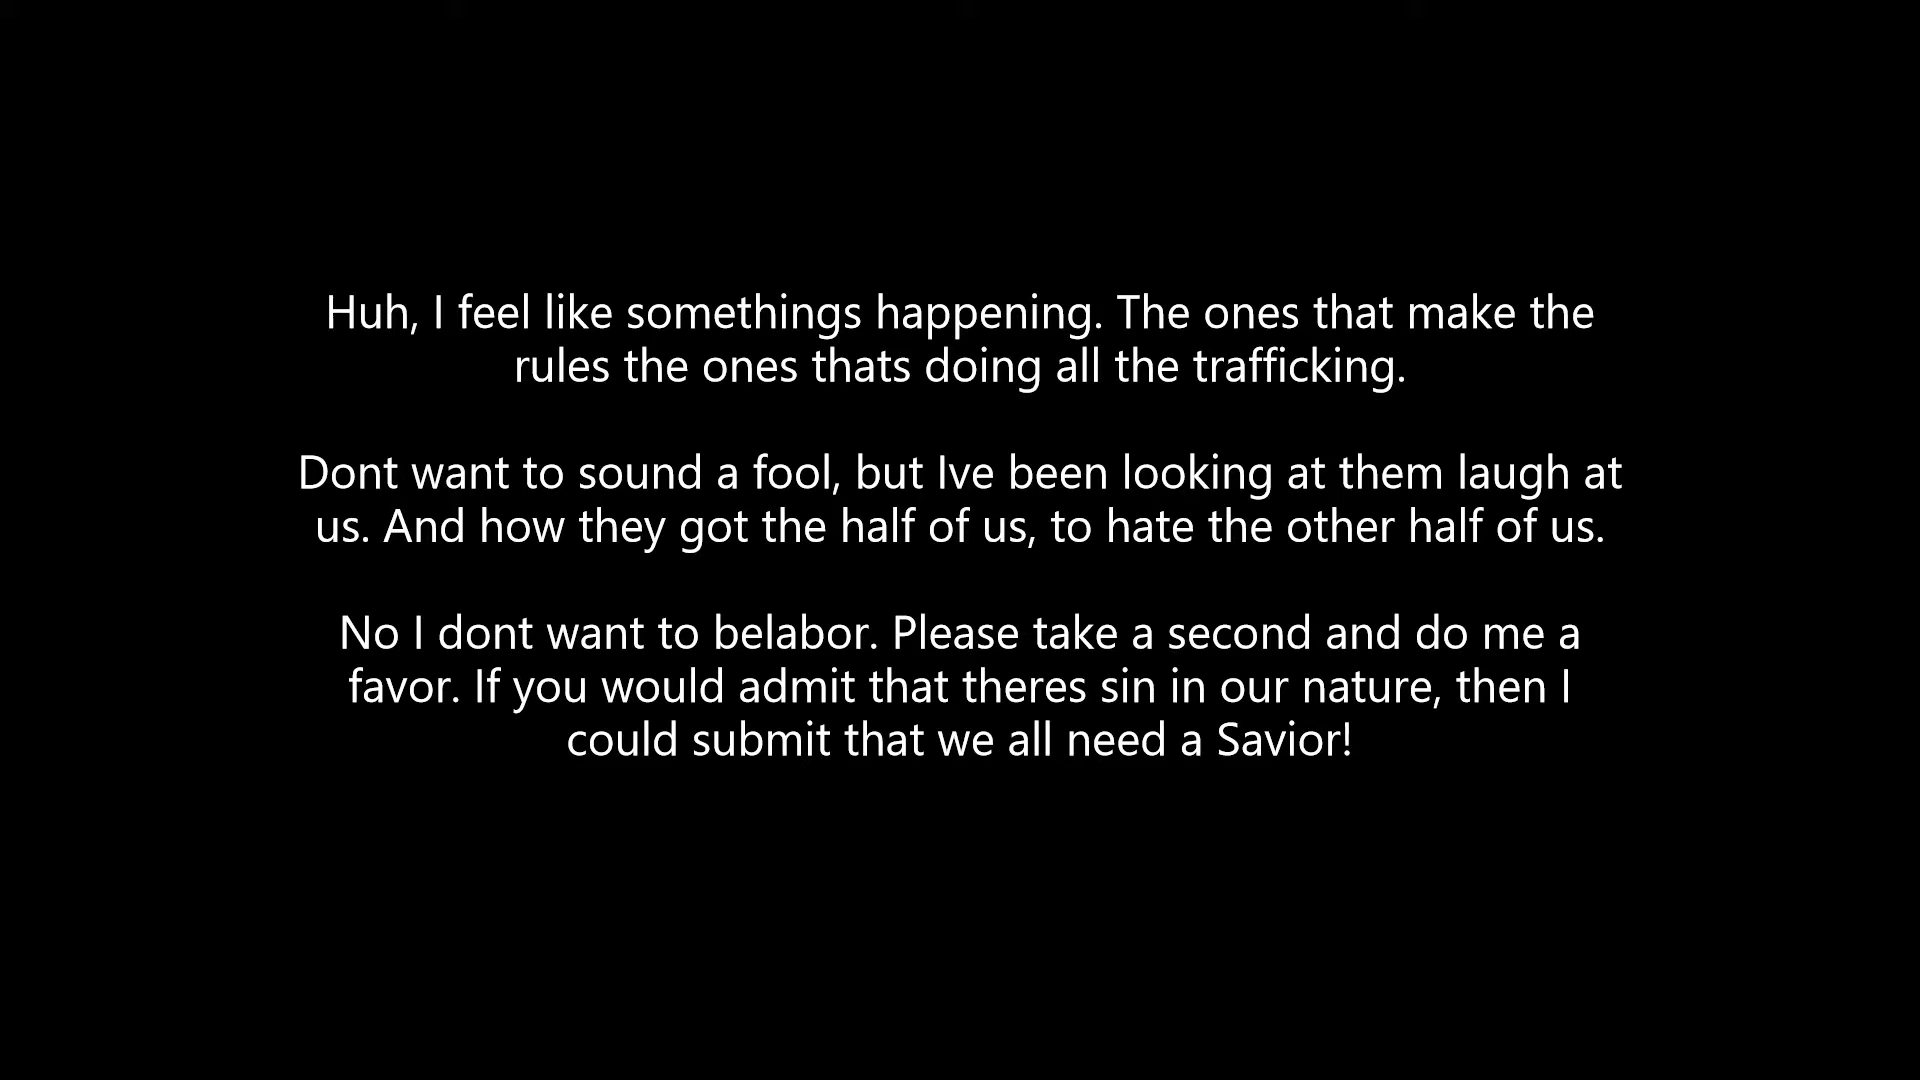 Huh, I feel like somethings happening. The ones that make the
rules the ones thats doing all the trafficking.
Dont want to sound a fool, but Ive been looking at them laugh at
us. And how they got the half of us, to hate the other half of us.
No I dont want to belabor. Please take a second and do me a
favor. If you would admit that theres sin in our nature, then I
could submit that we all need a Savior!